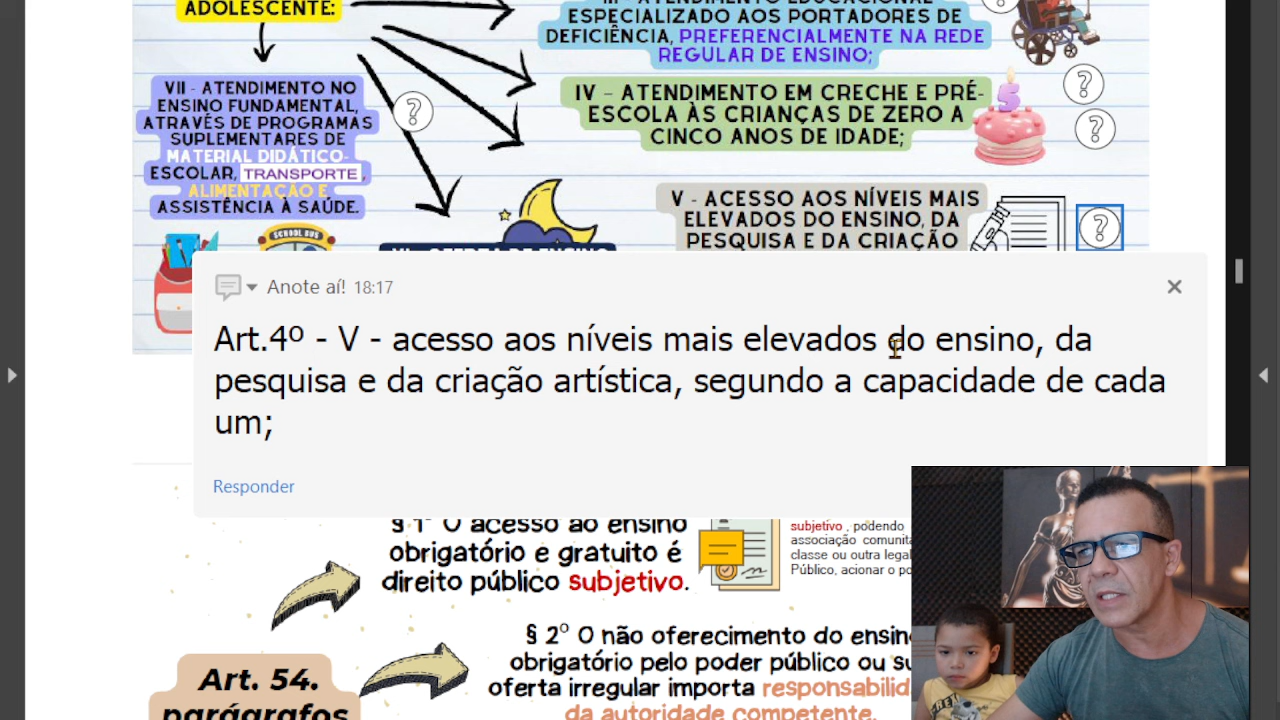 ADOLESCENTE:
III - ATENDIMENTO EDUCACIONAL
ESPECIALIZADO AOS PORTADORES DE
DEFICIÊNCIA, PREFERENCIALMENTE NA REDE
REGULAR DE ENSINO;
VII - ATENDIMENTO NO
ENSINO FUNDAMENTAL,
ATRAVÉS DE PROGRAMAS
SUPLEMENTARES DE
MATERIAL DIDÁTICO-
ESCOLAR, TRANSPORTE,
ALIMENTAÇÃO E
ASSISTÊNCIA À SAÚDE.
?
IV – ATENDIMENTO EM CRECHE E PRÉ-
ESCOLA ÀS CRIANÇAS DE ZERO A
CINCO ANOS DE IDADE;
5
?
?
V - ACESSO AOS NÍVEIS MAIS
ELEVADOS DO ENSINO, DA
PESQUISA E DA CRIAÇÃO
?
SCHOOL BUS
Anote aí! 18:17
Art.4º - V - acesso aos níveis mais elevados do ensino, da
pesquisa e da criação artística, segundo a capacidade de cada
um;
Responder
§ 1º O acesso ao ensino
obrigatório e gratuito é
direito público subjetivo.
subjetivo , podendo
associação comunit
classe ou outra legal
Público, acionar o po
§ 2º O não oferecimento do ensin
obrigatório pelo poder público ou su
oferta irregular importa responsabilid
da autoridade competente.
Art. 54.
parágrafos